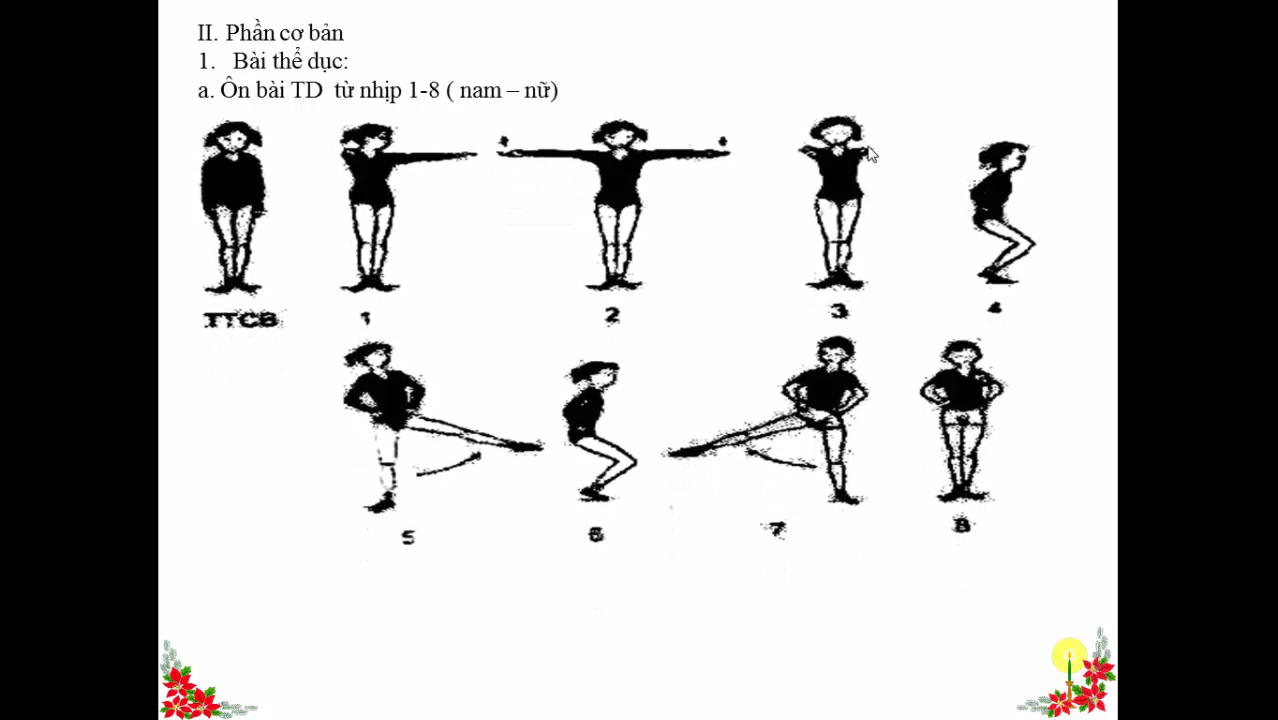 II. Phần cơ bản
1. Bài thể dục:
a. Ôn bài TD từ nhịp 1-8 ( nam – nữ)
TTCB 1 2 3 4
5 6 7 8